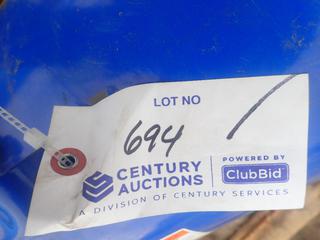 LOT NO
694
CENTURY AUCTIONS
POWERED BY
ClubBid
A DIVISION OF CENTURY SERVICES